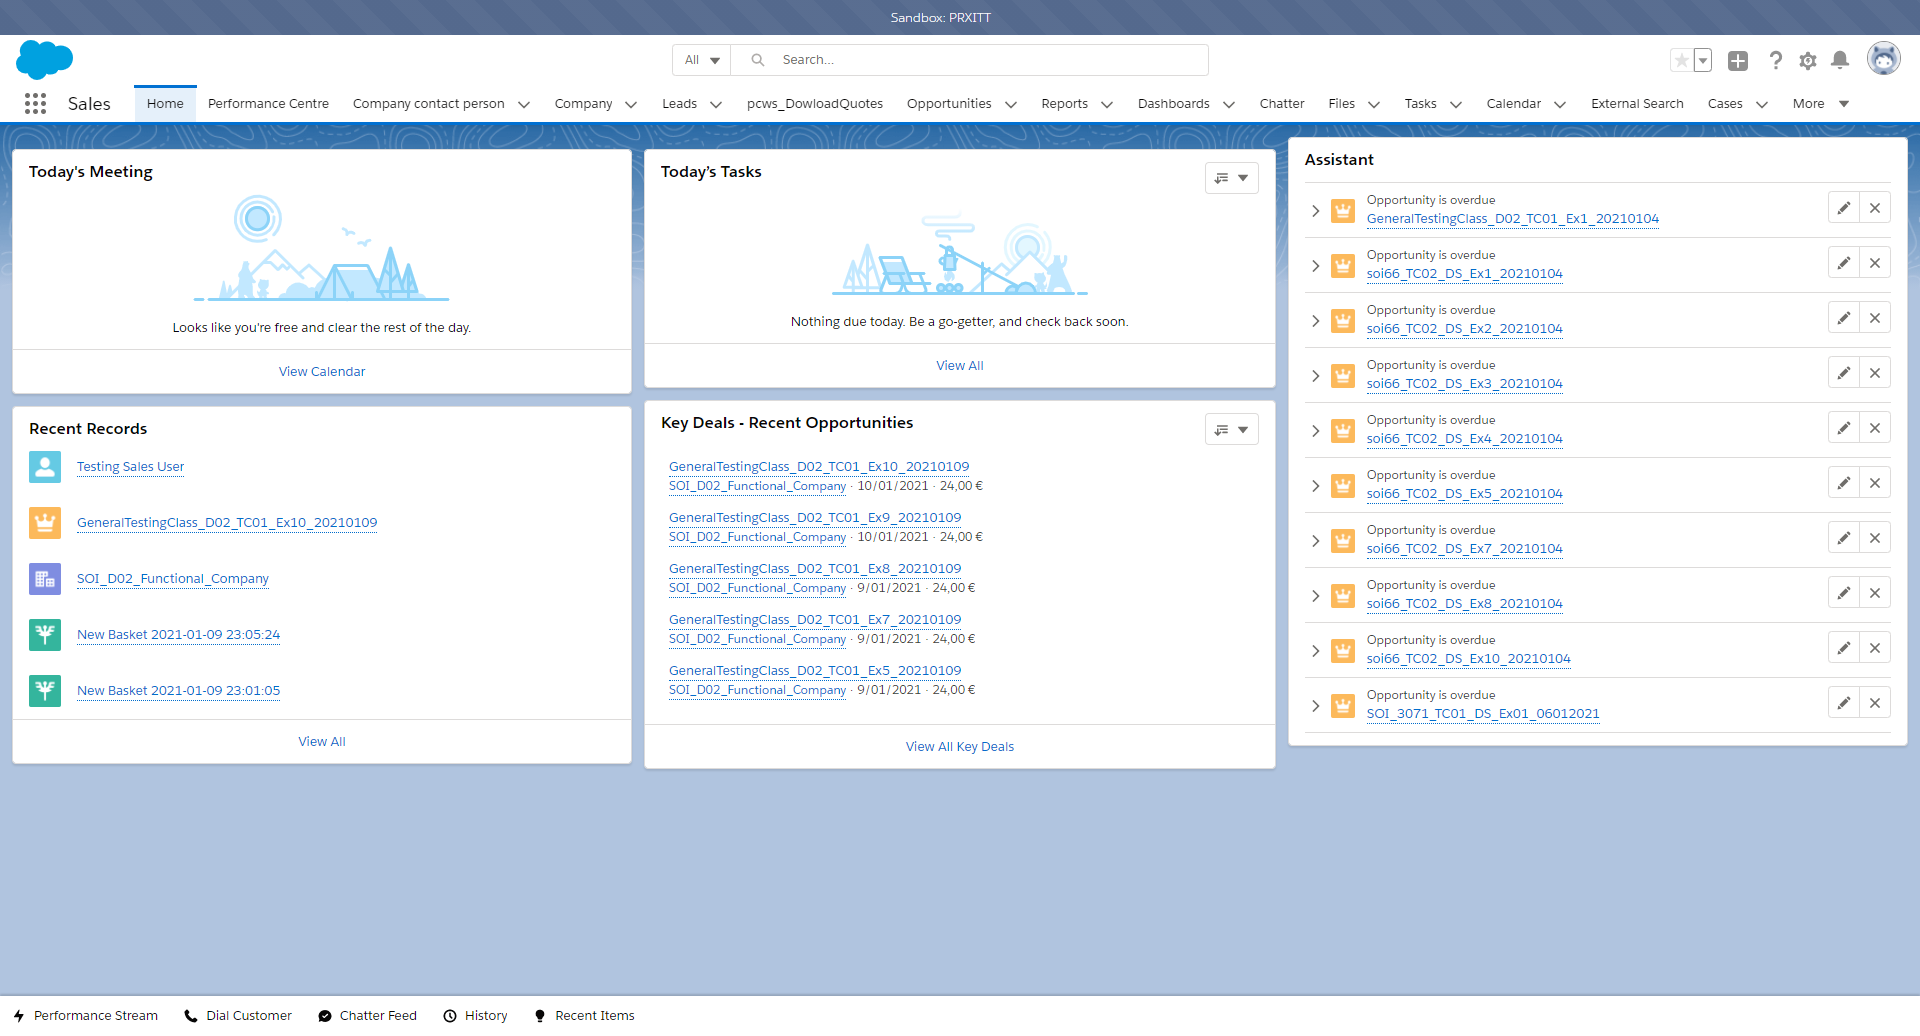 Sandbox: PRXITT
All
Search...
Sales
Home
Performance Centre
Company contact person
Company
Leads
pcws_DowloadQuotes
Opportunities
Reports
Dashboards
Chatter
Files
Tasks
Calendar
External Search
Cases
More
Today's Meeting
Looks like you're free and clear the rest of the day.
View Calendar
Recent Records
Testing Sales User
GeneralTestingClass_D02_TC01_Ex10_20210109
SOI_D02_Functional_Company
New Basket 2021-01-09 23:05:24
New Basket 2021-01-09 23:01:05
View All
Today’s Tasks
Nothing due today. Be a go-getter, and check back soon.
View All
Key Deals - Recent Opportunities
GeneralTestingClass_D02_TC01_Ex10_20210109
SOI_D02_Functional_Company · 10/01/2021 · 24,00 €
GeneralTestingClass_D02_TC01_Ex9_20210109
SOI_D02_Functional_Company · 10/01/2021 · 24,00 €
GeneralTestingClass_D02_TC01_Ex8_20210109
SOI_D02_Functional_Company · 9/01/2021 · 24,00 €
GeneralTestingClass_D02_TC01_Ex7_20210109
SOI_D02_Functional_Company · 9/01/2021 · 24,00 €
GeneralTestingClass_D02_TC01_Ex5_20210109
SOI_D02_Functional_Company · 9/01/2021 · 24,00 €
View All Key Deals
Assistant
Opportunity is overdue
GeneralTestingClass_D02_TC01_Ex1_20210104
Opportunity is overdue
soi66_TC02_DS_Ex1_20210104
Opportunity is overdue
soi66_TC02_DS_Ex2_20210104
Opportunity is overdue
soi66_TC02_DS_Ex3_20210104
Opportunity is overdue
soi66_TC02_DS_Ex4_20210104
Opportunity is overdue
soi66_TC02_DS_Ex5_20210104
Opportunity is overdue
soi66_TC02_DS_Ex7_20210104
Opportunity is overdue
soi66_TC02_DS_Ex8_20210104
Opportunity is overdue
soi66_TC02_DS_Ex10_20210104
Opportunity is overdue
SOI_3071_TC01_DS_Ex01_06012021
Performance Stream
Dial Customer
Chatter Feed
History
Recent Items